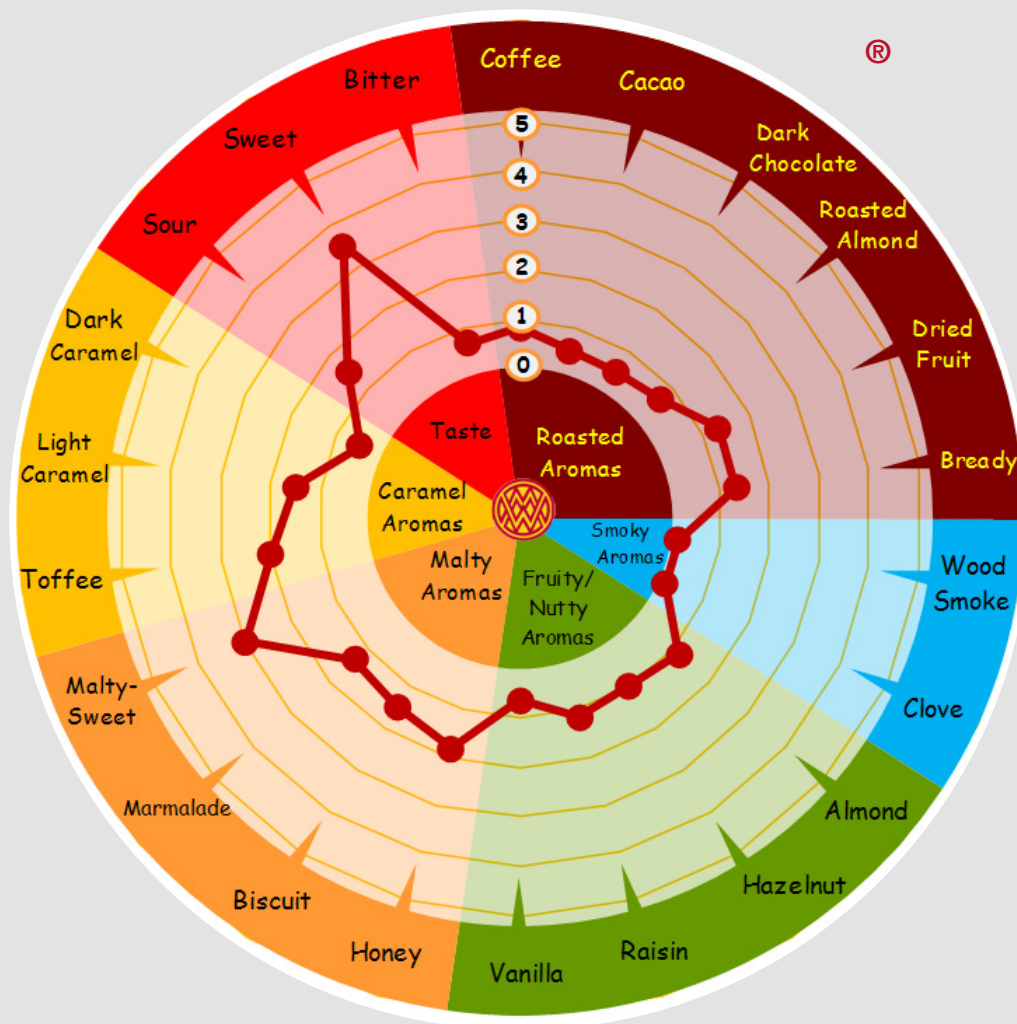 ®
Coffee
Cacao
Dark
Chocolate
Roasted
Almond
Dried
Fruit
Bready
Wood
Smoke
Clove
Almond
Hazelnut
Raisin
Vanilla
Honey
Biscuit
Marmalade
Malty-
Sweet
Toffee
Light
Caramel
Dark
Caramel
Sour
Sweet
Bitter
5
4
3
2
1
0
Taste
Roasted
Aromas
Smoky
Aromas
Fruity/
Nutty
Aromas
Malty
Aromas
Caramel
Aromas